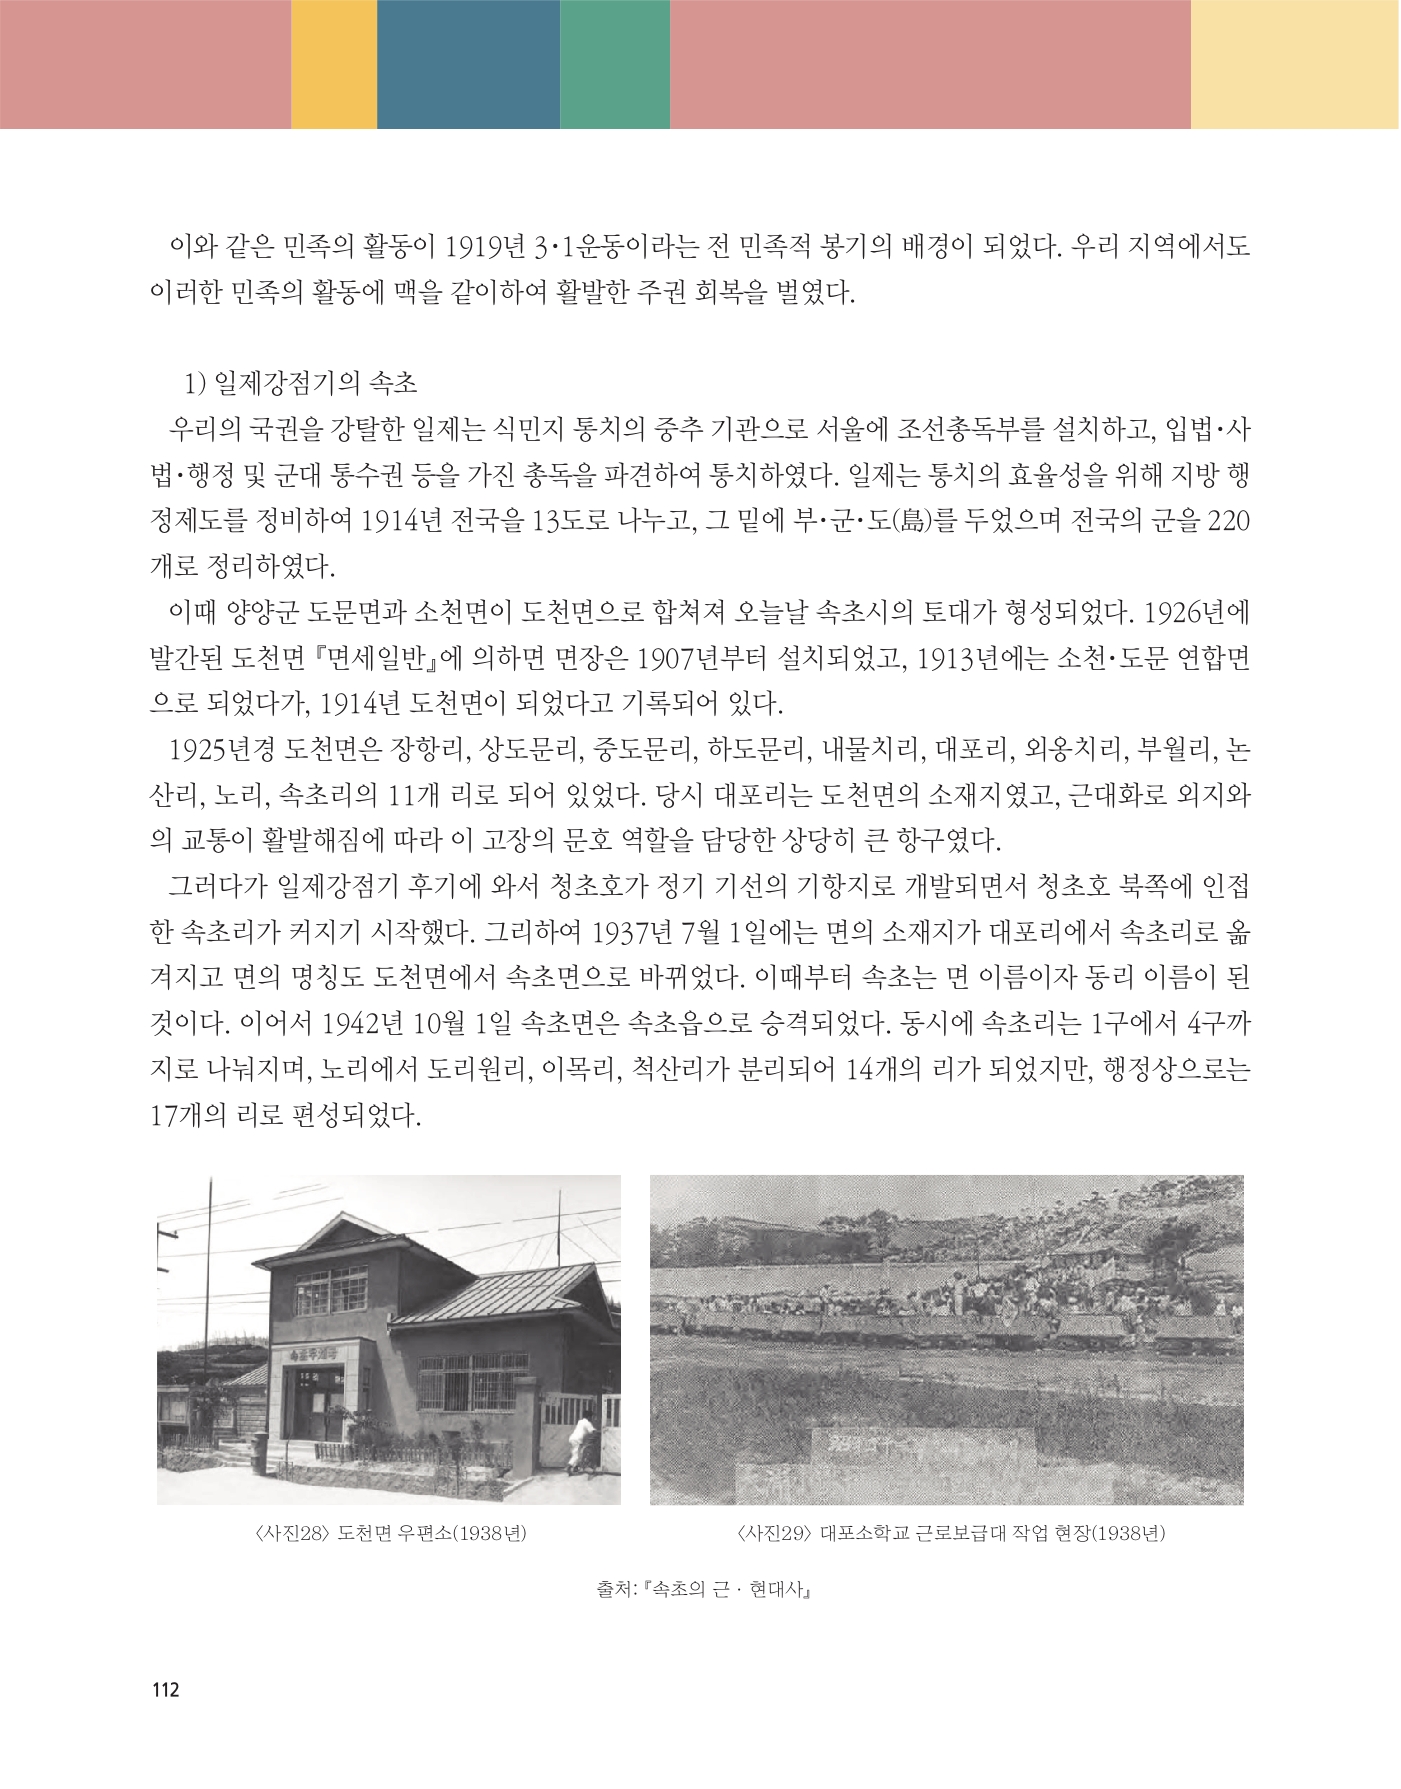 이와 같은 민족의 활동이 1919년 3·1운동이라는 전 민족적 봉기의 배경이 되었다. 우리 지역에서도
이러한 민족의 활동에 맥을 같이하여 활발한 주권 회복을 벌였다.
1) 일제강점기의 속초
우리의 국권을 강탈한 일제는 식민지 통치의 중추 기관으로 서울에 조선총독부를 설치하고, 입법·사
법·행정 및 군대 통수권 등을 가진 총독을 파견하여 통치하였다. 일제는 통치의 효율성을 위해 지방 행
정제도를 정비하여 1914년 전국을 13도로 나누고, 그 밑에 부·군·도(島)를 두었으며 전국의 군을 220
개로 정리하였다.
이때 양양군 도문면과 소천면이 도천면으로 합쳐져 오늘날 속초시의 토대가 형성되었다. 1926년에
발간된 도천면 『면세일반』에 의하면 면장은 1907년부터 설치되었고, 1913년에는 소천·도문 연합면
으로 되었다가, 1914년 도천면이 되었다고 기록되어 있다.
1925년경 도천면은 장항리, 상도문리, 중도문리, 하도문리, 내물치리, 대포리, 외옹치리, 부월리, 논
산리, 노리, 속초리의 11개 리로 되어 있었다. 당시 대포리는 도천면의 소재지였고, 근대화로 외지와
의 교통이 활발해짐에 따라 이 고장의 문호 역할을 담당한 상당히 큰 항구였다.
그러다가 일제강점기 후기에 와서 청초호가 정기 기선의 기항지로 개발되면서 청초호 북쪽에 인접
한 속초리가 커지기 시작했다. 그리하여 1937년 7월 1일에는 면의 소재지가 대포리에서 속초리로 옮
겨지고 면의 명칭도 도천면에서 속초면으로 바뀌었다. 이때부터 속초는 면 이름이자 동리 이름이 된
것이다. 이어서 1942년 10월 1일 속초면은 속초읍으로 승격되었다. 동시에 속초리는 1구에서 4구까
지로 나눠지며, 노리에서 도리원리, 이목리, 척산리가 분리되어 14개의 리가 되었지만, 행정상으로는
17개의 리로 편성되었다.
〈사진28〉 도천면 우편소(1938년)
〈사진29〉 대포소학교 근로보급대 작업 현장(1938년)
출처: 『속초의 근 · 현대사』
112